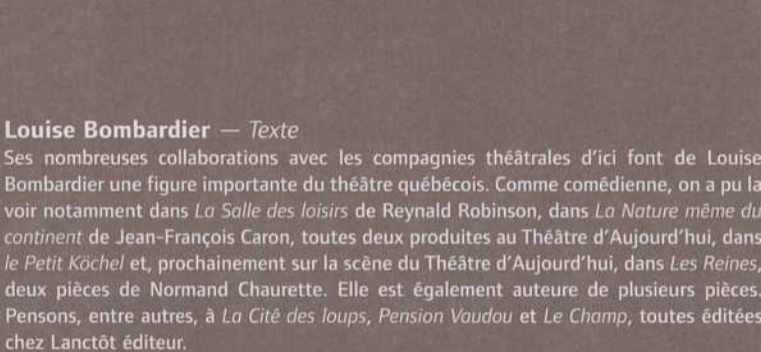 Louise Bombardier — Texte
Ses nombreuses collaborations avec les compagnies théâtrales d'ici font de Louise
Bombardier une figure importante du théâtre québécois. Comme comédienne, on a pu la
voir notamment dans La Salle des loisirs de Reynald Robinson, dans La Nature même du
continent de Jean-François Caron, toutes deux produites au Théâtre d'Aujourd'hui, dans
le Petit Köchel et, prochainement sur la scène du Théâtre d'Aujourd'hui, dans Les Reines,
deux pièces de Normand Chaurette. Elle est également auteure de plusieurs pièces.
Pensons, entre autres, à La Cité des loups, Pension Vaudou et Le Champ, toutes éditées
chez Lanctôt éditeur.